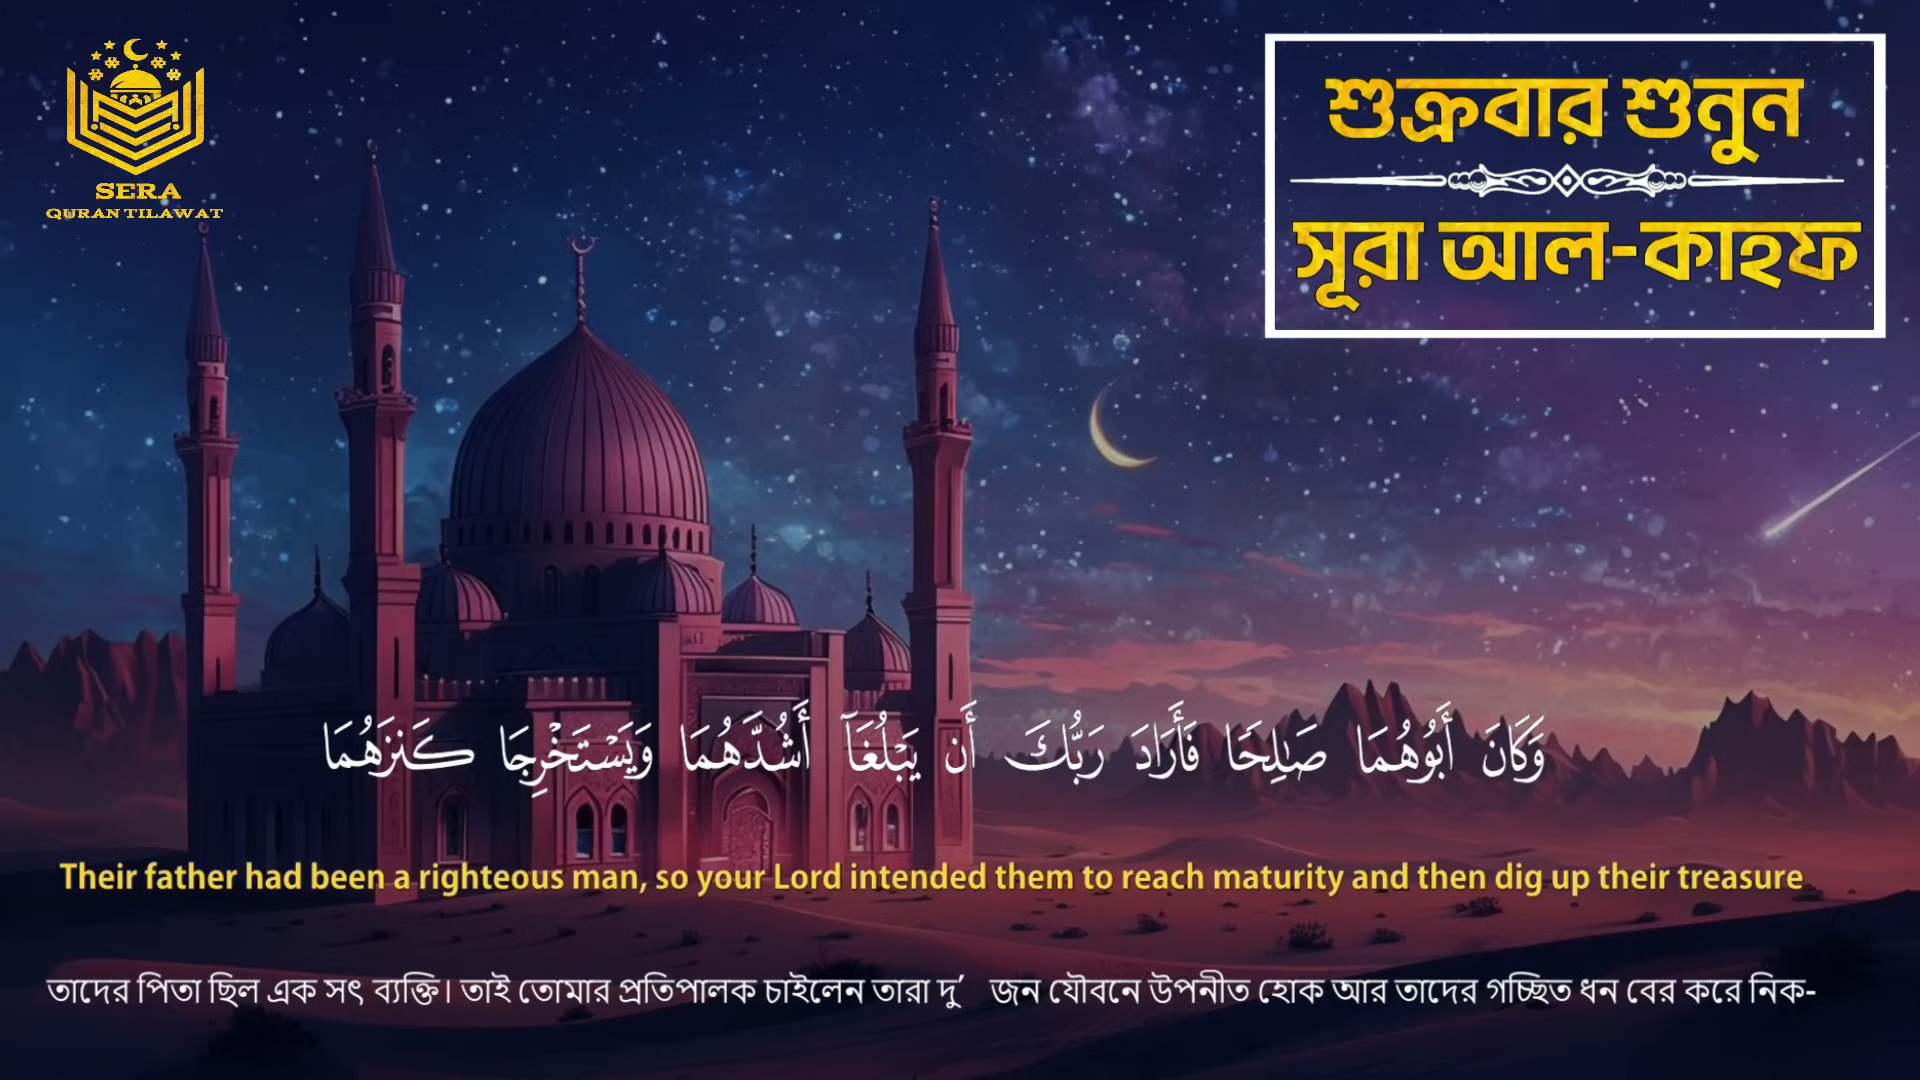 SERA
QURAN TILAWAT
শুক্রবার শুনুন
সূরা আল-কাহফ
وَكَانَ أَبُوهُمَا صَـٰلِحًا فَأَرَادَ رَبُّكَ أَن يَبْلُغَآ أَشُدَّهُمَا وَيَسْتَخْرِجَا كَنزَهُمَا
Their father had been a righteous man, so your Lord intended them to reach maturity and then dig up their treasure
তাদের পিতা ছিল এক সৎ ব্যক্তি। তাই তোমার প্রতিপালক চাইলেন তারা দু’ জন যৌবনে উপনীত হোক আর তাদের গচ্ছিত ধন বের করে নিক-